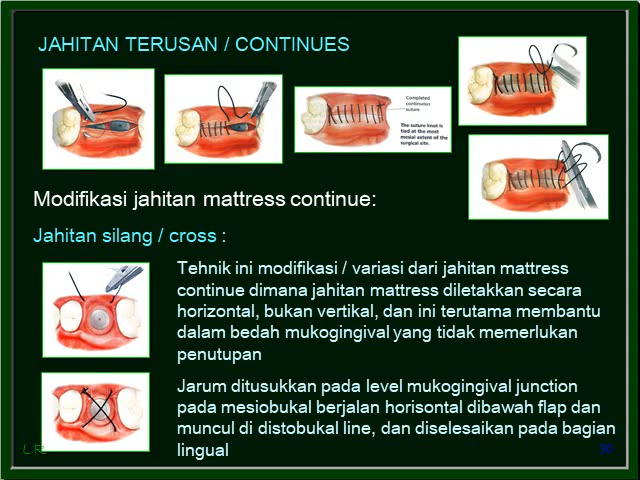 JAHITAN TERUSAN / CONTINUES
Completed
continuous
suture
The suture knot is
tied at the most
mesial extent of the
surgical site.
Modifikasi jahitan mattress continue:
Jahitan silang / cross :
Tehnik ini modifikasi / variasi dari jahitan mattress
continue dimana jahitan mattress diletakkan secara
horizontal, bukan vertikal, dan ini terutama membantu
dalam bedah mukogingival yang tidak memerlukan
penutupan
Jarum ditusukkan pada level mukogingival junction
pada mesiobukal berjalan horisontal dibawah flap dan
muncul di distobukal line, dan diselesaikan pada bagian
lingual
L.R.
90